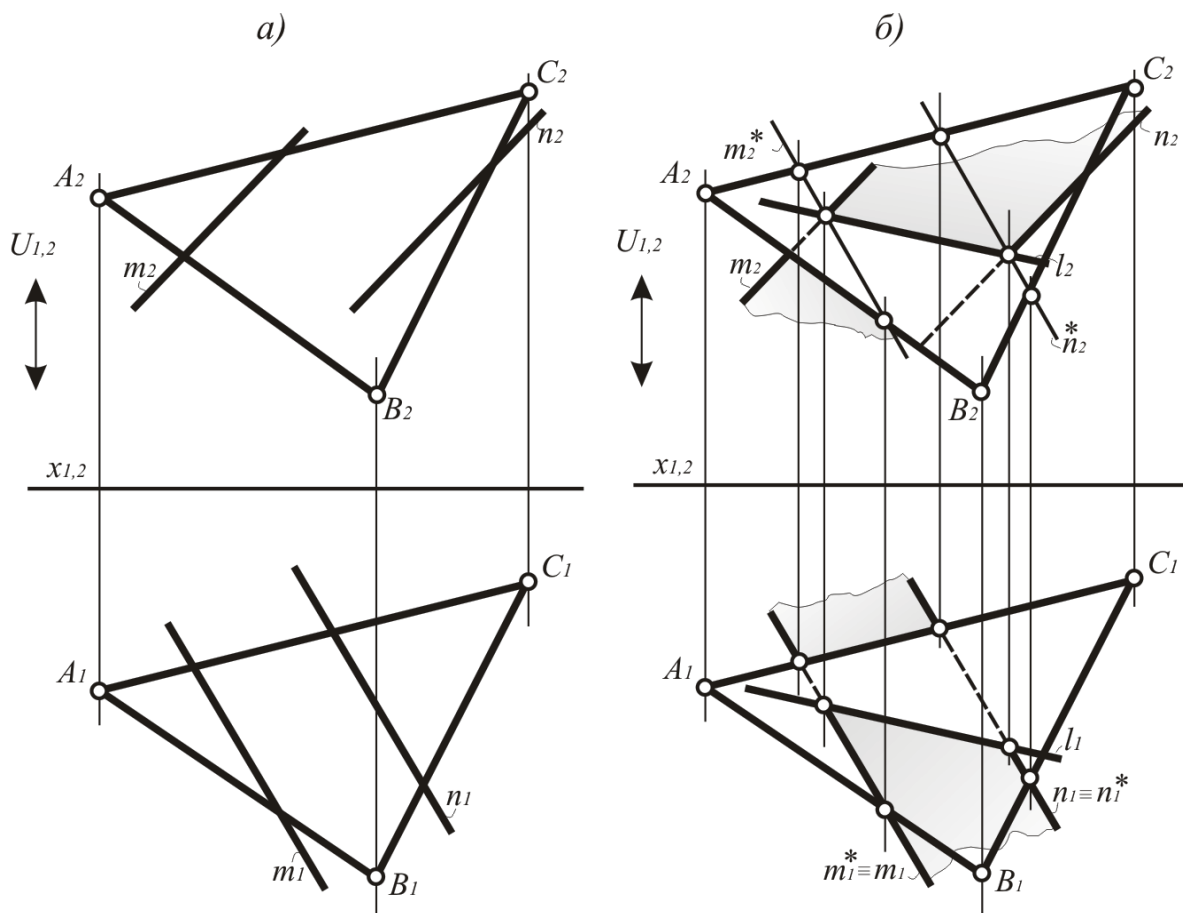 а) б)
C₂ C₂
n₂ m₂* n₂
A₂ A₂
U₁,₂ U₁,₂
m₂ m₂ l₂
n₂*
B₂ B₂
x₁,₂ x₁,₂
C₁ C₁
A₁ A₁
l₁
n₁ n₁≡n₁*
m₁ m₁*≡m₁
B₁ B₁